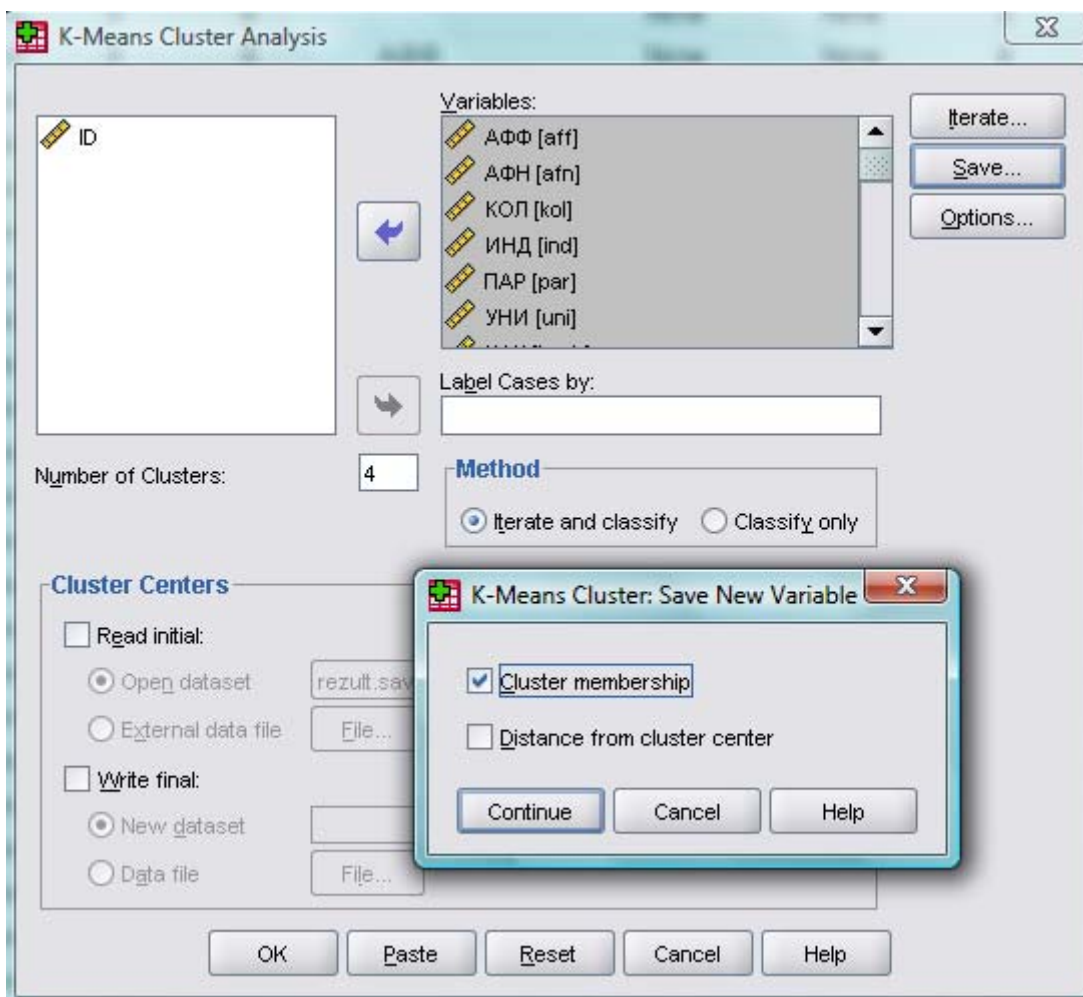 K-Means Cluster Analysis
Variables:
ID
АФФ [aff]
АФН [afn]
КОЛ [kol]
ИНД [ind]
ПАР [par]
УНИ [uni]
Iterate...
Save...
Options...
Label Cases by:
Number of Clusters:
4
Method
Iterate and classify
Classify only
Cluster Centers
Read initial:
Open dataset
rezult.sav
External data file
File...
Write final:
New dataset
Data file
File...
K-Means Cluster: Save New Variable
Cluster membership
Distance from cluster center
Continue
Cancel
Help
OK
Paste
Reset
Cancel
Help